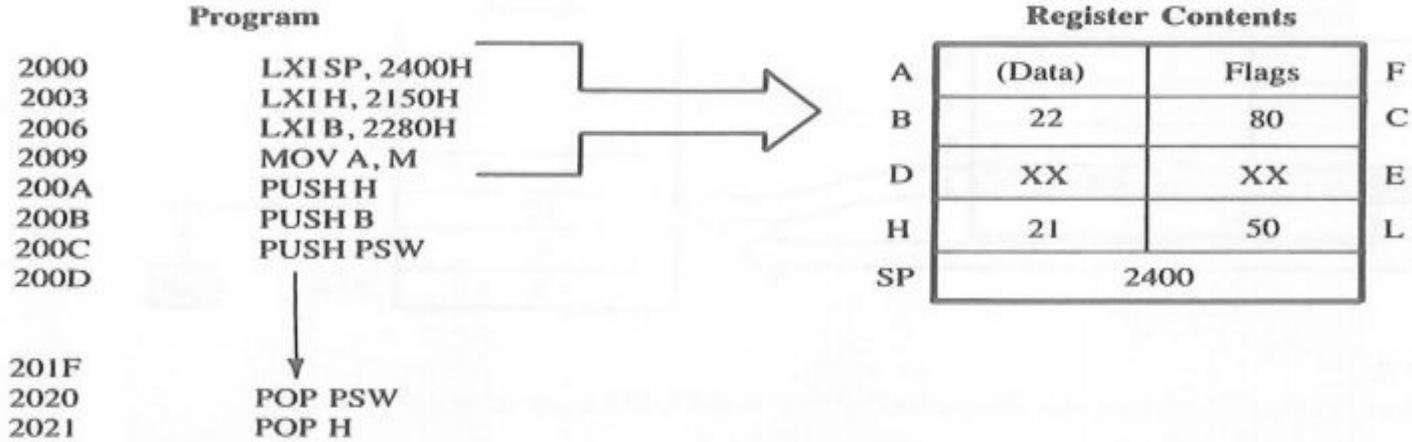 Program
2000 LXI SP, 2400H
2003 LXI H, 2150H
2006 LXI B, 2280H
2009 MOV A, M
200A PUSH H
200B PUSH B
200C PUSH PSW
200D
201F
2020 POP PSW
2021 POP H
Register Contents
A (Data) Flags F
B 22 80 C
D XX XX E
H 21 50 L
SP 2400